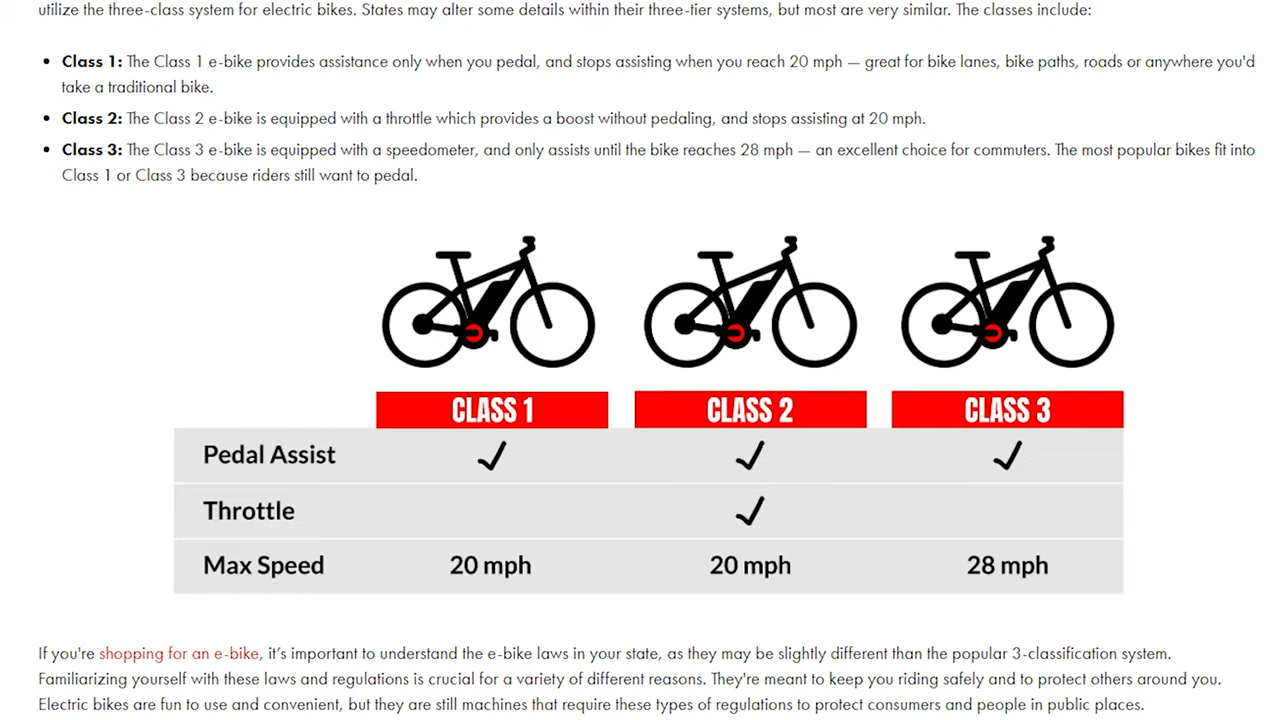 utilize the three-class system for electric bikes. States may alter some details within their three-tier systems, but most are very similar. The classes include:
• Class 1: The Class 1 e-bike provides assistance only when you pedal, and stops assisting when you reach 20 mph — great for bike lanes, bike paths, roads or anywhere you'd
take a traditional bike.
• Class 2: The Class 2 e-bike is equipped with a throttle which provides a boost without pedaling, and stops assisting at 20 mph.
• Class 3: The Class 3 e-bike is equipped with a speedometer, and only assists until the bike reaches 28 mph — an excellent choice for commuters. The most popular bikes fit into
Class 1 or Class 3 because riders still want to pedal.
CLASS 1 CLASS 2 CLASS 3
Pedal Assist ✓ ✓ ✓
Throttle ✓
Max Speed 20 mph 20 mph 28 mph
If you're shopping for an e-bike, it's important to understand the e-bike laws in your state, as they may be slightly different than the popular 3-classification system.
Familiarizing yourself with these laws and regulations is crucial for a variety of different reasons. They're meant to keep you riding safely and to protect others around you.
Electric bikes are fun to use and convenient, but they are still machines that require these types of regulations to protect consumers and people in public places.